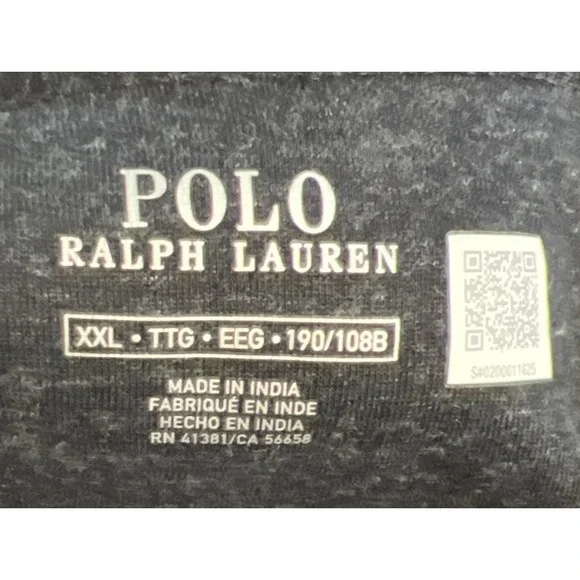 POLO
RALPH LAUREN
XXL • TTG • EEG • 190/108B
MADE IN INDIA
FABRIQUÉ EN INDE
HECHO EN INDIA
RN 41381/CA 56658
S#0200011625